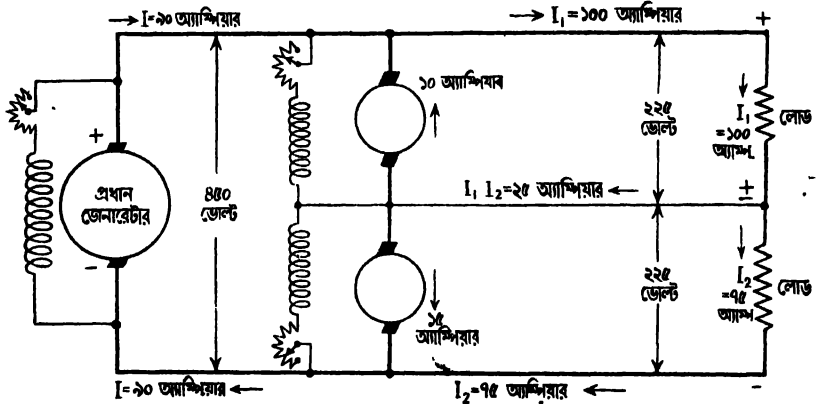 I=৯০ অ্যাম্পিয়ার
I₁=১০০ অ্যাম্পিয়ার
+
১০ অ্যাম্পিয়ার
২২৫
ভোল্ট
I₁
=১০০
অ্যাম্প.
লোড
+
প্রধান
জেনারেটার
-
৪৫০
ভোল্ট
I₁ I₂=২৫ অ্যাম্পিয়ার
±
১৫
অ্যাম্পিয়ার
২২৫
ভোল্ট
I₂
=৭৫
অ্যাম্প
লোড
I=৯০ অ্যাম্পিয়ার
I₂=৭৫ অ্যাম্পিয়ার
-